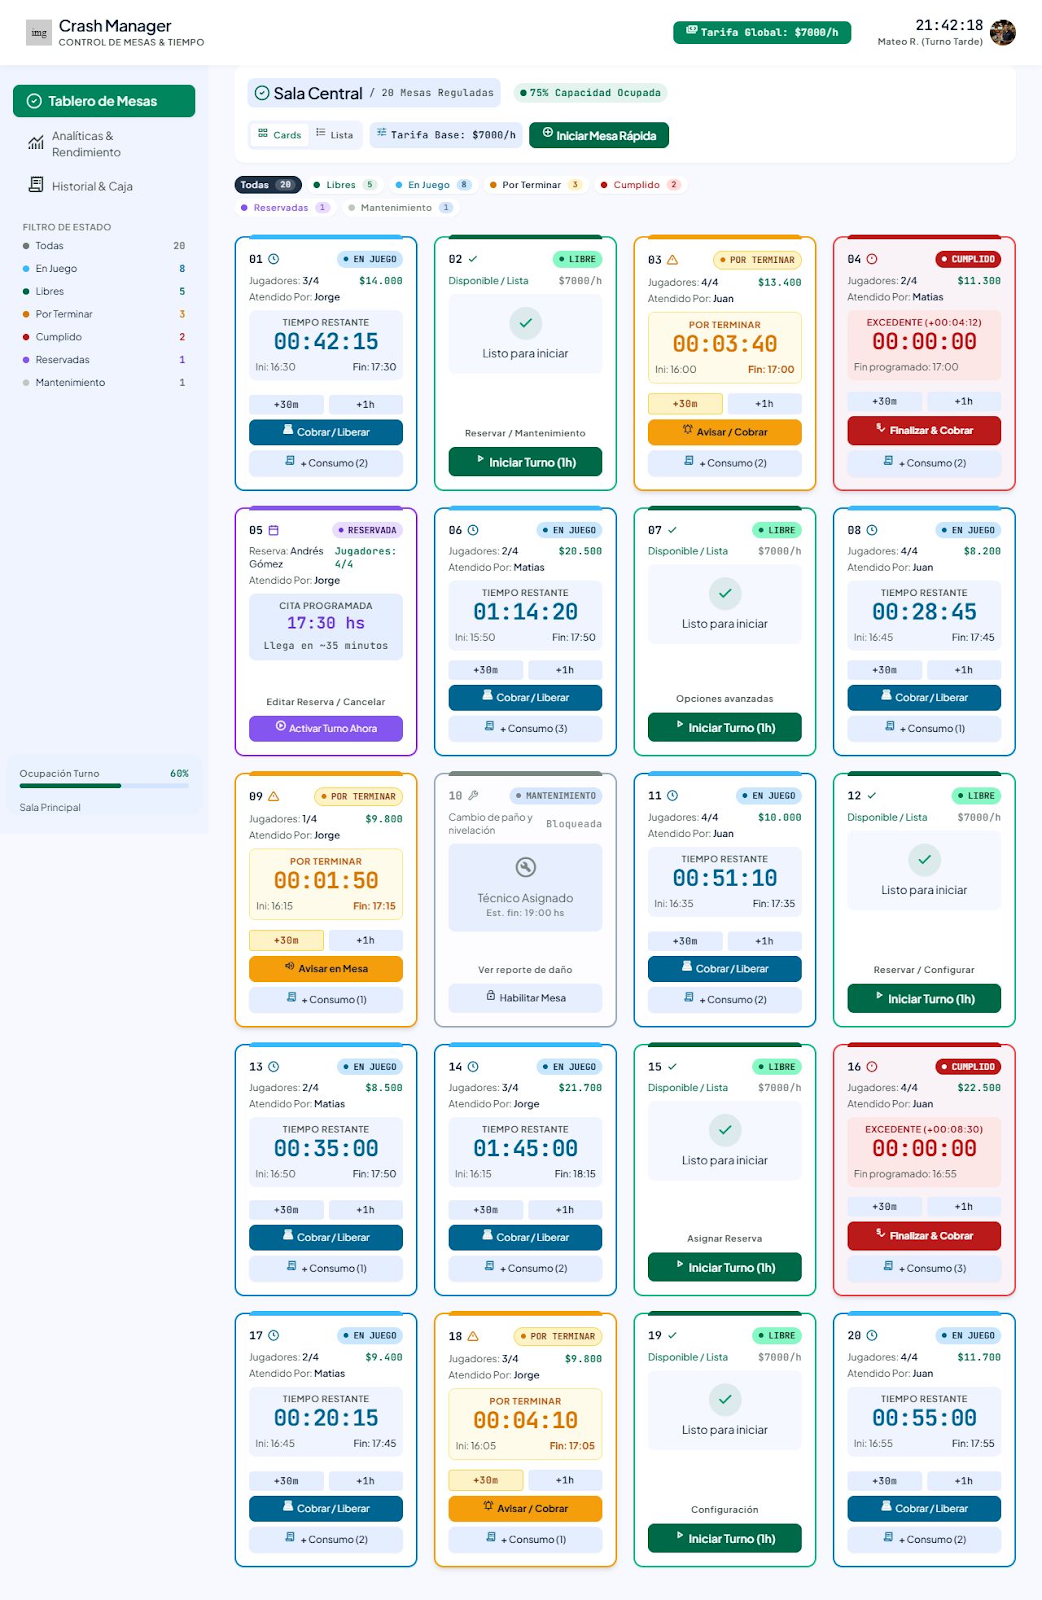 img
Crash Manager
CONTROL DE MESAS & TIEMPO
Tarifa Global: $7000/h
21:42:18
Mateo R. (Turno Tarde)
Tablero de Mesas
Analíticas &
Rendimiento
Historial & Caja
FILTRO DE ESTADO
Todas 20
En Juego 8
Libres 5
Por Terminar 3
Cumplido 2
Reservadas 1
Mantenimiento 1
Ocupación Turno 60%
Sala Principal
Sala Central / 20 Mesas Reguladas
75% Capacidad Ocupada
Cards Lista
Tarifa Base: $7000/h
Iniciar Mesa Rápida
Todas 20 Libres 5 En Juego 8 Por Terminar 3 Cumplido 2
Reservadas 1 Mantenimiento 1
01 EN JUEGO
Jugadores: 3/4 $14.000
Atendido Por: Jorge
TIEMPO RESTANTE
00:42:15
Ini: 16:30 Fin: 17:30
+30m +1h
Cobrar/Liberar
+ Consumo (2)
02 LIBRE
Disponible / Lista $7000/h
Listo para iniciar
Reservar / Mantenimiento
Iniciar Turno (1h)
03 POR TERMINAR
Jugadores: 4/4 $13.400
Atendido Por: Juan
POR TERMINAR
00:03:40
Ini: 16:00 Fin: 17:00
+30m +1h
Avisar / Cobrar
+ Consumo (2)
04 CUMPLIDO
Jugadores: 2/4 $11.300
Atendido Por: Matias
EXCEDENTE (+00:04:12)
00:00:00
Fin programado: 17:00
+30m +1h
Finalizar & Cobrar
+ Consumo (2)
05 RESERVADA
Reserva: Andrés Gómez Jugadores: 4/4
Atendido Por: Jorge
CITA PROGRAMADA
17:30 hs
Llega en ~35 minutos
Editar Reserva / Cancelar
Activar Turno Ahora
06 EN JUEGO
Jugadores: 2/4 $20.500
Atendido Por: Matias
TIEMPO RESTANTE
01:14:20
Ini: 15:50 Fin: 17:50
+30m +1h
Cobrar/Liberar
+ Consumo (3)
07 LIBRE
Disponible / Lista $7000/h
Listo para iniciar
Opciones avanzadas
Iniciar Turno (1h)
08 EN JUEGO
Jugadores: 4/4 $8.200
Atendido Por: Juan
TIEMPO RESTANTE
00:28:45
Ini: 16:45 Fin: 17:45
+30m +1h
Cobrar/Liberar
+ Consumo (1)
09 POR TERMINAR
Jugadores: 1/4 $9.800
Atendido Por: Jorge
POR TERMINAR
00:01:50
Ini: 16:15 Fin: 17:15
+30m +1h
Avisar en Mesa
+ Consumo (1)
10 MANTENIMIENTO
Cambio de paño y nivelación Bloqueada
Técnico Asignado
Est. fin: 19:00 hs
Ver reporte de daño
Habilitar Mesa
11 EN JUEGO
Jugadores: 4/4 $10.000
Atendido Por: Juan
TIEMPO RESTANTE
00:51:10
Ini: 16:35 Fin: 17:35
+30m +1h
Cobrar/Liberar
+ Consumo (2)
12 LIBRE
Disponible / Lista $7000/h
Listo para iniciar
Reservar / Configurar
Iniciar Turno (1h)
13 EN JUEGO
Jugadores: 2/4 $8.500
Atendido Por: Matias
TIEMPO RESTANTE
00:35:00
Ini: 16:50 Fin: 17:50
+30m +1h
Cobrar/Liberar
+ Consumo (1)
14 EN JUEGO
Jugadores: 3/4 $21.700
Atendido Por: Jorge
TIEMPO RESTANTE
01:45:00
Ini: 16:15 Fin: 18:15
+30m +1h
Cobrar/Liberar
+ Consumo (2)
15 LIBRE
Disponible / Lista $7000/h
Listo para iniciar
Asignar Reserva
Iniciar Turno (1h)
16 CUMPLIDO
Jugadores: 4/4 $22.500
Atendido Por: Juan
EXCEDENTE (+00:08:30)
00:00:00
Fin programado: 16:55
+30m +1h
Finalizar & Cobrar
+ Consumo (3)
17 EN JUEGO
Jugadores: 2/4 $9.400
Atendido Por: Matias
TIEMPO RESTANTE
00:20:15
Ini: 16:45 Fin: 17:45
+30m +1h
Cobrar/Liberar
+ Consumo (2)
18 POR TERMINAR
Jugadores: 3/4 $9.800
Atendido Por: Jorge
POR TERMINAR
00:04:10
Ini: 16:05 Fin: 17:05
+30m +1h
Avisar / Cobrar
+ Consumo (1)
19 LIBRE
Disponible / Lista $7000/h
Listo para iniciar
Configuración
Iniciar Turno (1h)
20 EN JUEGO
Jugadores: 4/4 $11.700
Atendido Por: Juan
TIEMPO RESTANTE
00:55:00
Ini: 16:55 Fin: 17:55
+30m +1h
Cobrar/Liberar
+ Consumo (2)